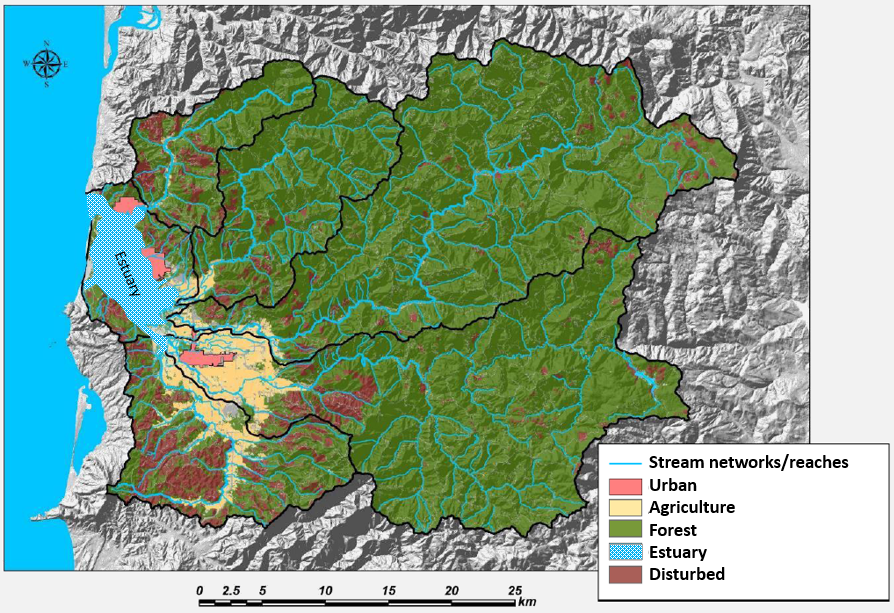 N
W E
S
Estuary
Stream networks/reaches
Urban
Agriculture
Forest
Estuary
Disturbed
0 2.5 5 10 15 20 25
km